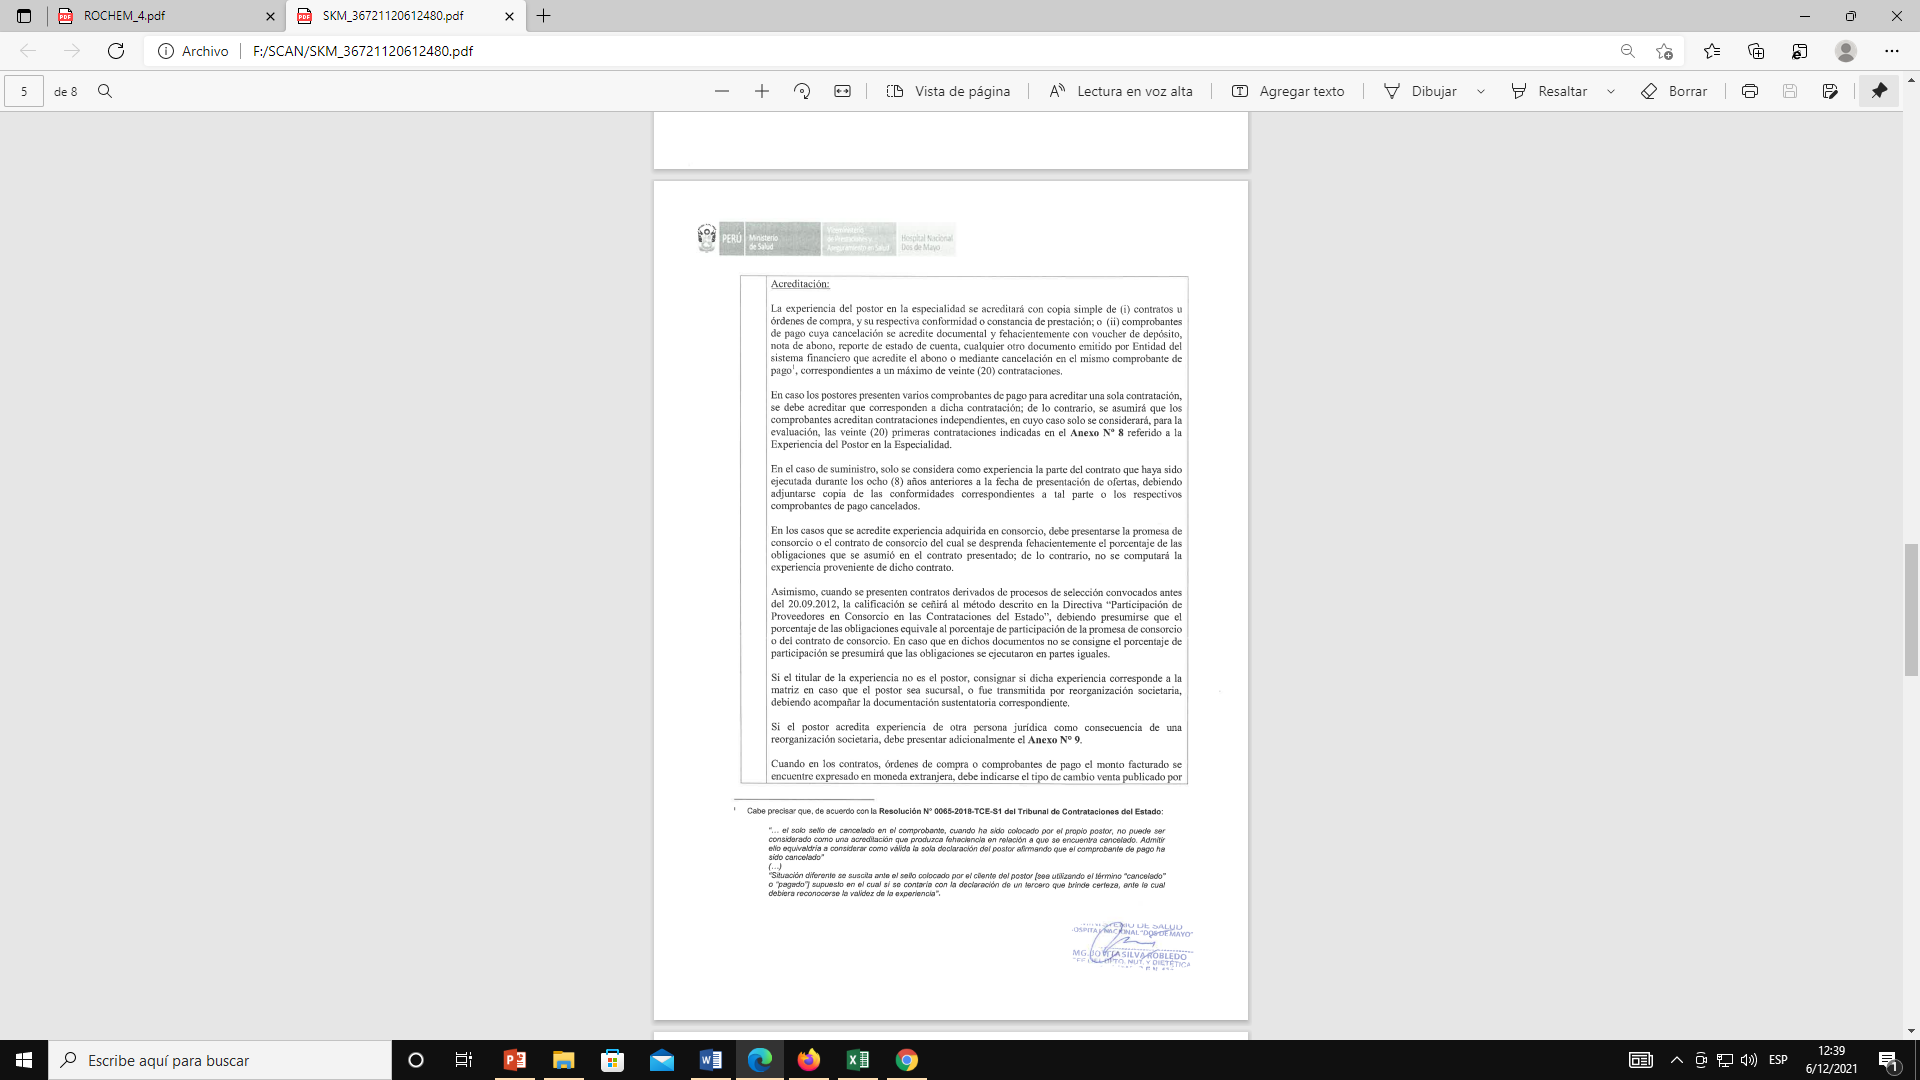 ROCHEM_4.pdf
SKM_36721120612480.pdf
Archivo
F:/SCAN/SKM_36721120612480.pdf
5 de 8
Vista de página
Lectura en voz alta
Agregar texto
Dibujar
Resaltar
Borrar
PERÚ
Ministerio
de Salud
Viceministerio
de Prestaciones y
Aseguramiento en Salud
Hospital Nacional
Dos de Mayo
Acreditación:
La experiencia del postor en la especialidad se acreditará con copia simple de (i) contratos u
órdenes de compra, y su respectiva conformidad o constancia de prestación; o (ii) comprobantes
de pago cuya cancelación se acredite documental y fehacientemente con voucher de depósito,
nota de abono, reporte de estado de cuenta, cualquier otro documento emitido por Entidad del
sistema financiero que acredite el abono o mediante cancelación en el mismo comprobante de
pago¹, correspondientes a un máximo de veinte (20) contrataciones.
En caso los postores presenten varios comprobantes de pago para acreditar una sola contratación,
se debe acreditar que corresponden a dicha contratación; de lo contrario, se asumirá que los
comprobantes acreditan contrataciones independientes, en cuyo caso solo se considerará, para la
evaluación, las veinte (20) primeras contrataciones indicadas en el Anexo Nº 8 referido a la
Experiencia del Postor en la Especialidad.
En el caso de suministro, solo se considera como experiencia la parte del contrato que haya sido
ejecutada durante los ocho (8) años anteriores a la fecha de presentación de ofertas, debiendo
adjuntarse copia de las conformidades correspondientes a tal parte o los respectivos
comprobantes de pago cancelados.
En los casos que se acredite experiencia adquirida en consorcio, debe presentarse la promesa de
consorcio o el contrato de consorcio del cual se desprenda fehacientemente el porcentaje de las
obligaciones que se asumió en el contrato presentado; de lo contrario, no se computará la
experiencia proveniente de dicho contrato.
Asimismo, cuando se presenten contratos derivados de procesos de selección convocados antes
del 20.09.2012, la calificación se ceñirá al método descrito en la Directiva “Participación de
Proveedores en Consorcio en las Contrataciones del Estado”, debiendo presumirse que el
porcentaje de las obligaciones equivale al porcentaje de participación de la promesa de consorcio
o del contrato de consorcio. En caso que en dichos documentos no se consigne el porcentaje de
participación se presumirá que las obligaciones se ejecutaron en partes iguales.
Si el titular de la experiencia no es el postor, consignar si dicha experiencia corresponde a la
matriz en caso que el postor sea sucursal, o fue transmitida por reorganización societaria,
debiendo acompañar la documentación sustentatoria correspondiente.
Si el postor acredita experiencia de otra persona jurídica como consecuencia de una
reorganización societaria, debe presentar adicionalmente el Anexo Nº 9.
Cuando en los contratos, órdenes de compra o comprobantes de pago el monto facturado se
encuentre expresado en moneda extranjera, debe indicarse el tipo de cambio venta publicado por
¹ Cabe precisar que, de acuerdo con la Resolución N° 0065-2018-TCE-S1 del Tribunal de Contrataciones del Estado:
“… el solo sello de cancelado en el comprobante, cuando ha sido colocado por el propio postor, no puede ser
considerado como una acreditación que produzca fehaciencia en relación a que se encuentra cancelado. Admitir
ello equivaldría a considerar como válida la sola declaración del postor afirmando que el comprobante de pago ha
sido cancelado”
(…)
“Situación diferente se suscita ante el sello colocado por el cliente del postor [sea utilizando el término “cancelado”
o “pagado”] supuesto en el cual sí se contaría con la declaración de un tercero que brinde certeza, ante la cual
debiera reconocerse la validez de la experiencia”.
MINISTERIO DE SALUD
HOSPITAL NACIONAL "DOS DE MAYO"
MG. JOVITA SILVA ROBLEDO
DPTO. NUT. Y DIETETICA
Escribe aquí para buscar
ESP
12:39
6/12/2021
1